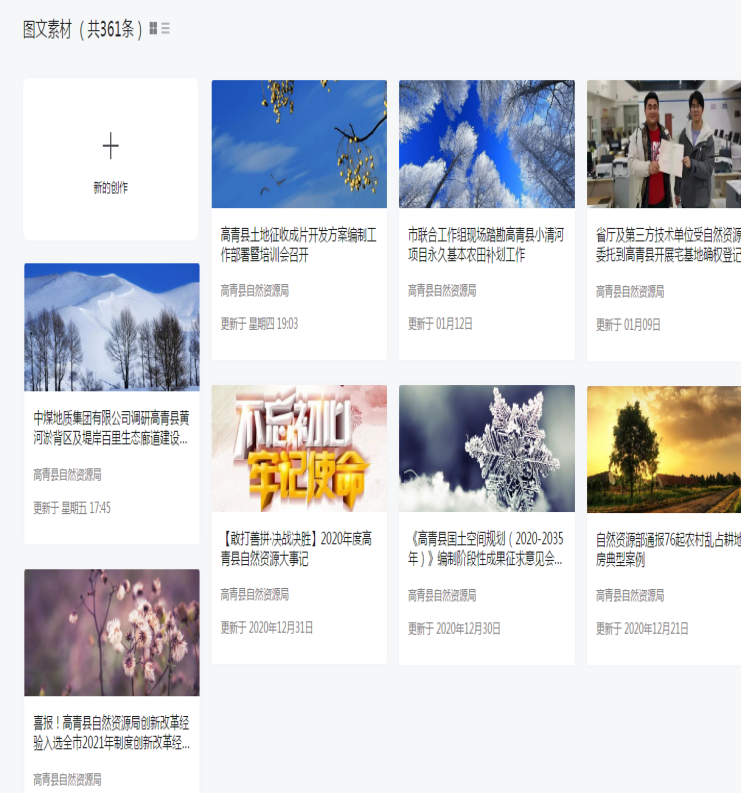 图文素材（共361条）
新的创作
高青县土地征收成片开发方案编制工
作部署暨培训会召开
高青县自然资源局
更新于 星期四 19:03
市联合工作组现场踏勘高青县小清河
项目永久基本农田补划工作
高青县自然资源局
更新于 01月12日
省厅及第三方技术单位受自然资源
委托到高青县开展宅基地确权登记
高青县自然资源局
更新于 01月09日
中煤地质集团有限公司调研高青县黄
河淤背区及堤岸百里生态廊道建设...
高青县自然资源局
更新于 星期五 17:45
不忘初心
牢记使命
【敢打善拼·决战决胜】2020年度高
青县自然资源大事记
高青县自然资源局
更新于 2020年12月31日
《高青县国土空间规划（2020-2035
年）》编制阶段性成果征求意见会...
高青县自然资源局
更新于 2020年12月30日
自然资源部通报76起农村乱占耕地
房典型案例
高青县自然资源局
更新于 2020年12月21日
喜报！高青县自然资源局创新改革经
验入选全市2021年制度创新改革经...
高青县自然资源局